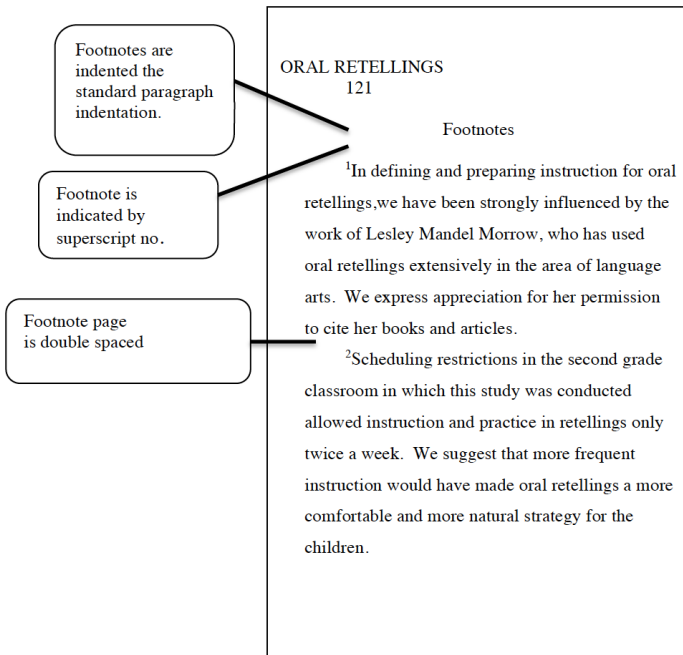 Footnotes are
indented the
standard paragraph
indentation.
Footnote is
indicated by
superscript no.
Footnote page
is double spaced
ORAL RETELLINGS
121
Footnotes
¹In defining and preparing instruction for oral
retellings,we have been strongly influenced by the
work of Lesley Mandel Morrow, who has used
oral retellings extensively in the area of language
arts.  We express appreciation for her permission
to cite her books and articles.
²Scheduling restrictions in the second grade
classroom in which this study was conducted
allowed instruction and practice in retellings only
twice a week.  We suggest that more frequent
instruction would have made oral retellings a more
comfortable and more natural strategy for the
children.